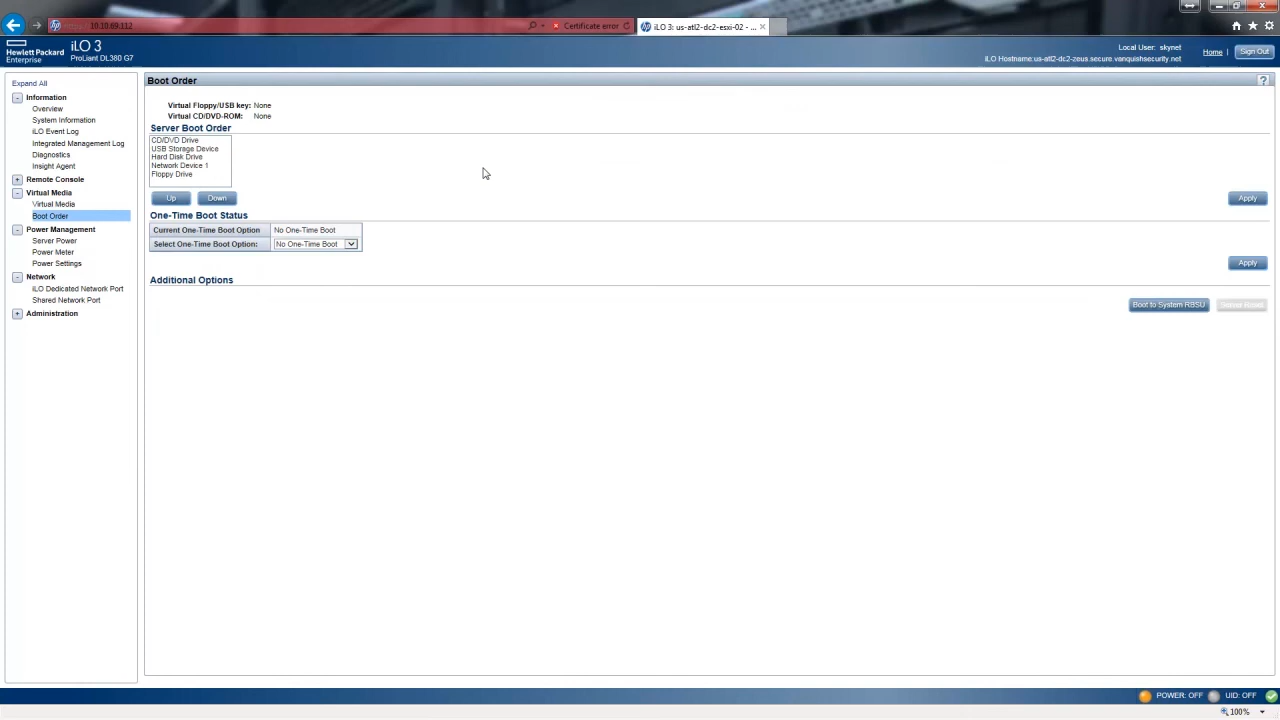 10.10.69.112
Certificate error
iLO 3: us-atl2-dc2-esxi-02 - ...
Hewlett Packard
Enterprise
iLO 3
ProLiant DL380 G7
Local User: skynet
iLO Hostname:us-atl2-dc2-zeus.secure.vanquishsecurity.net
Home
Sign Out
Expand All
Information
Overview
System Information
iLO Event Log
Integrated Management Log
Diagnostics
Insight Agent
Remote Console
Virtual Media
Virtual Media
Boot Order
Power Management
Server Power
Power Meter
Power Settings
Network
iLO Dedicated Network Port
Shared Network Port
Administration
Boot Order
?
Virtual Floppy/USB key: None
Virtual CD/DVD-ROM: None
Server Boot Order
CD/DVD Drive
USB Storage Device
Hard Disk Drive
Network Device 1
Floppy Drive
Up Down Apply
One-Time Boot Status
Current One-Time Boot Option No One-Time Boot
Select One-Time Boot Option: No One-Time Boot
Apply
Additional Options
Boot to System RBSU Server Reset
POWER: OFF UID: OFF
100%